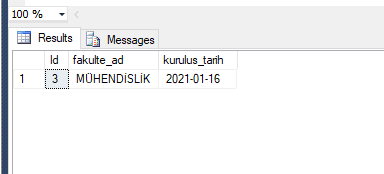 100 %
Results Messages
Id fakulte_ad kurulus_tarih
1 3 MÜHENDİSLİK 2021-01-16